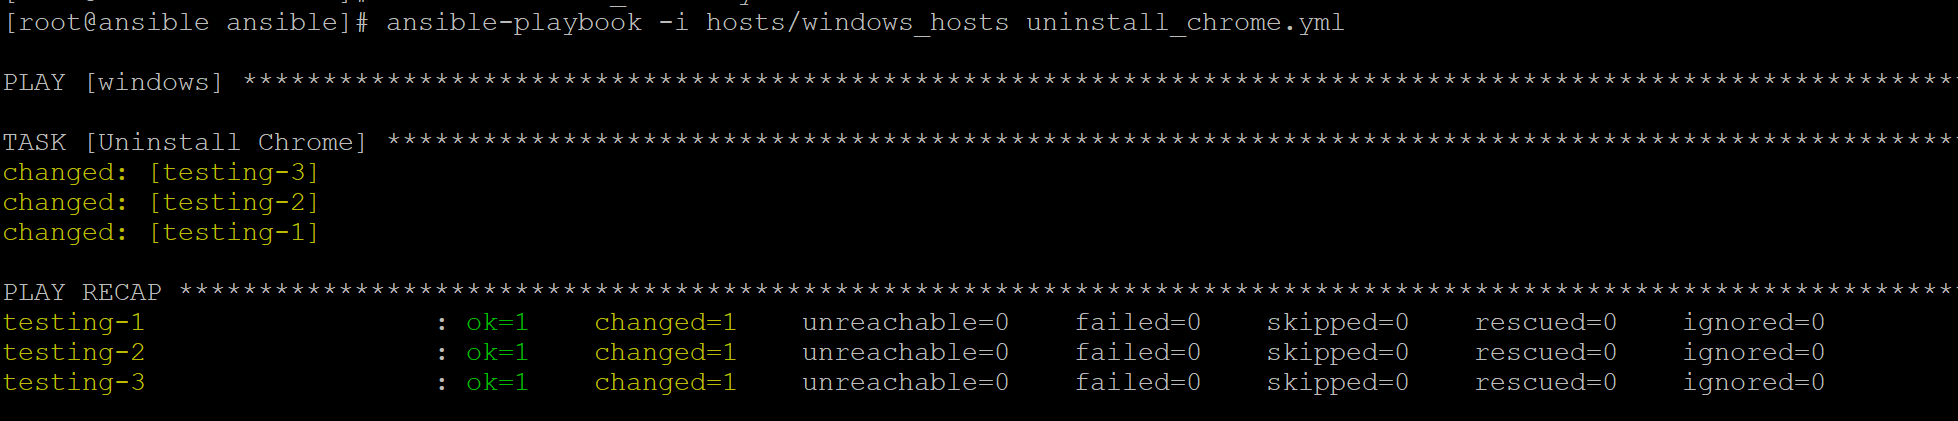 [root@ansible ansible]# ansible-playbook -i hosts/windows_hosts uninstall_chrome.yml
PLAY [windows] ***********************************************************************************************************
TASK [Uninstall Chrome] **************************************************************************************************
changed: [testing-3]
changed: [testing-2]
changed: [testing-1]
PLAY RECAP ***************************************************************************************************************
testing-1 : ok=1 changed=1 unreachable=0 failed=0 skipped=0 rescued=0 ignored=0
testing-2 : ok=1 changed=1 unreachable=0 failed=0 skipped=0 rescued=0 ignored=0
testing-3 : ok=1 changed=1 unreachable=0 failed=0 skipped=0 rescued=0 ignored=0